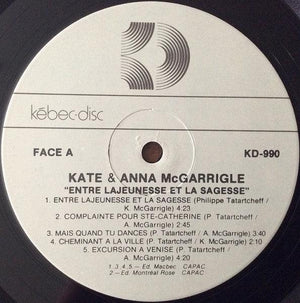 kébec-disc
FACE A
KD-990
KATE & ANNA McGARRIGLE
"ENTRE LAJEUNESSE ET LA SAGESSE"
1. ENTRE LAJEUNESSE ET LA SAGESSE (Philippe Tatartcheff /
K. McGarrigle) 4:23
2. COMPLAINTE POUR STE-CATHERINE (P. Tatartcheff /
A. McGarrigle) 2:45
3. MAIS QUAND TU DANCES (P. Tatartcheff / A. McGarrigle) 3:40
4. CHEMINANT A LA VILLE (P. Tatartcheff / K. McGarrigle) 2:10
5. EXCURSION A VENISE (P. Tatartcheff /
A. McGarrigle) 4:20
1. 3. 4. 5. — Ed. Macbec CAPAC
2. — Ed. Montréal Rose CAPAC